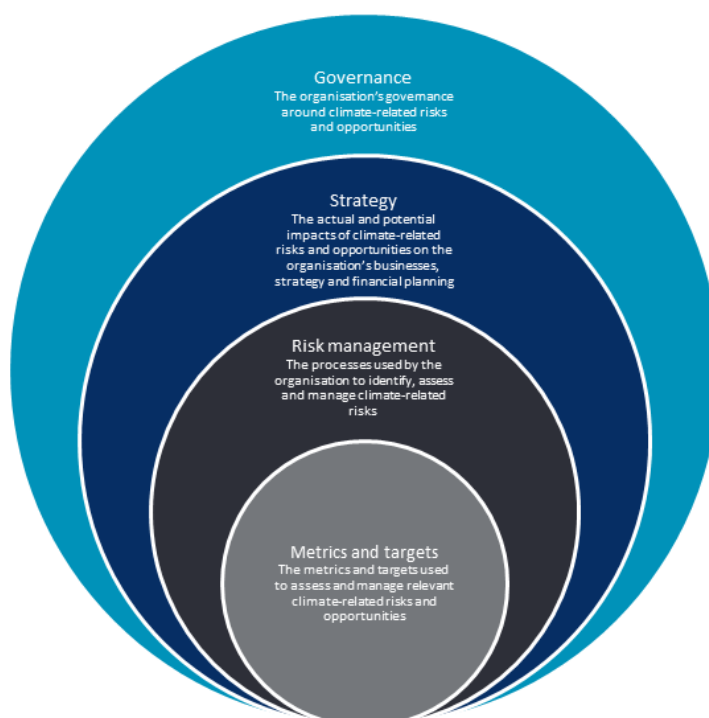 Governance
The organisation's governance
around climate-related risks
and opportunities
Strategy
The actual and potential
impacts of climate-related
risks and opportunities on the
organisation's businesses,
strategy and financial planning
Risk management
The processes used by the
organisation to identify, assess
and manage climate-related
risks
Metrics and targets
The metrics and targets used
to assess and manage relevant
climate-related risks and
opportunities